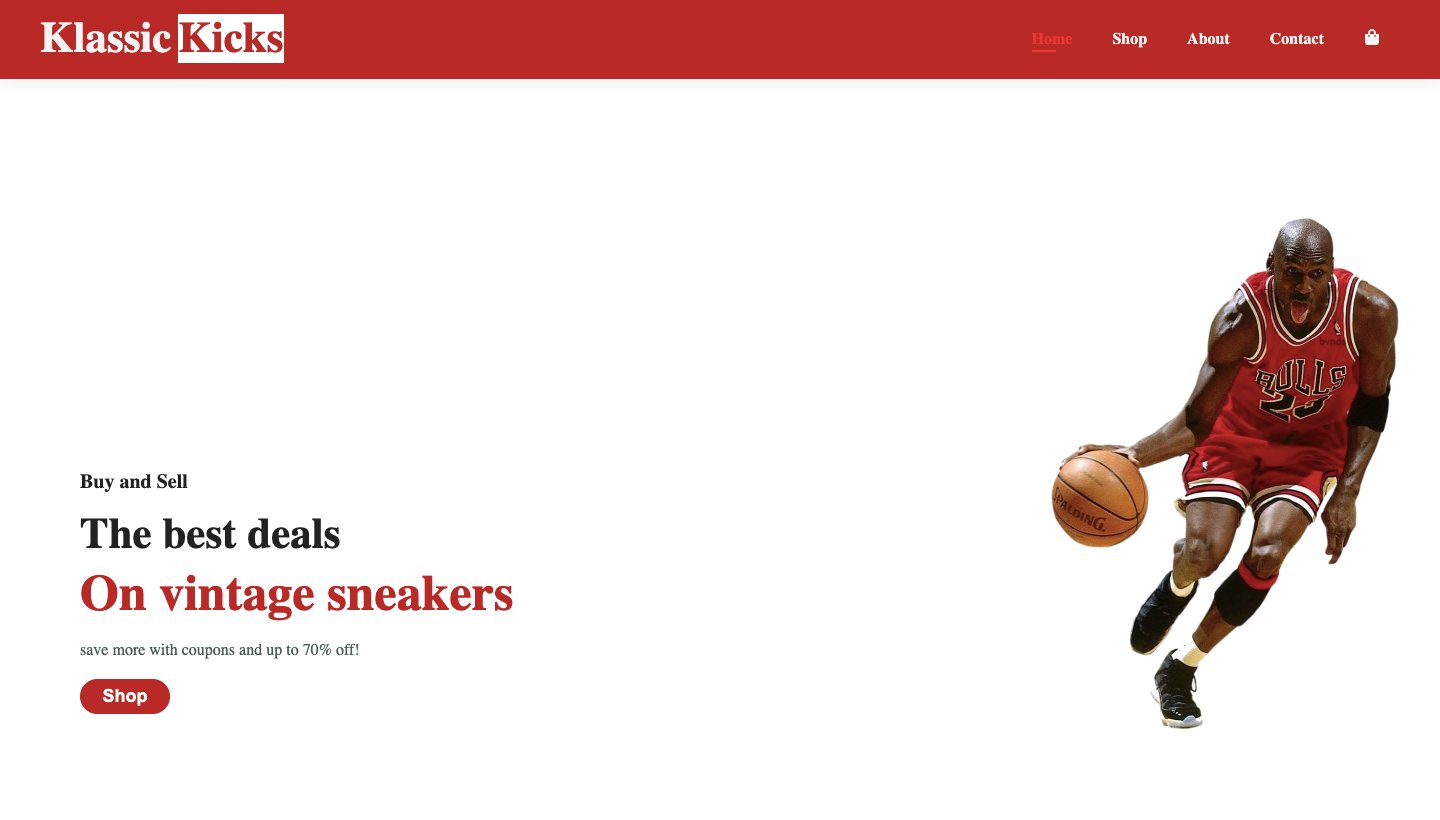 Klassic Kicks
Home Shop About Contact
Buy and Sell
The best deals
On vintage sneakers
save more with coupons and up to 70% off!
Shop
BULLS
23
SPALDING